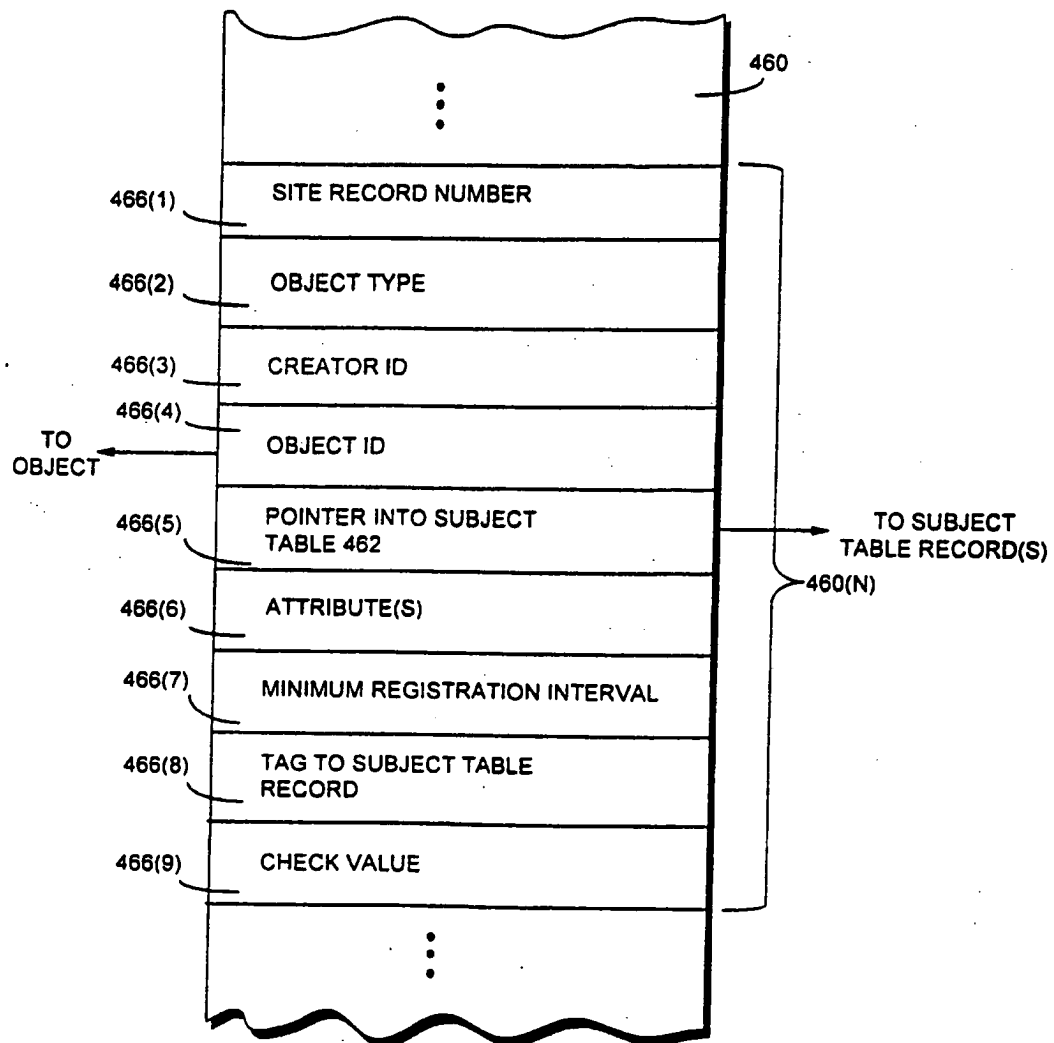 460
466(1)
SITE RECORD NUMBER
466(2)
OBJECT TYPE
466(3)
CREATOR ID
466(4)
OBJECT ID
TO
OBJECT
466(5)
POINTER INTO SUBJECT
TABLE 462
TO SUBJECT
TABLE RECORD(S)
460(N)
466(6)
ATTRIBUTE(S)
466(7)
MINIMUM REGISTRATION INTERVAL
466(8)
TAG TO SUBJECT TABLE
RECORD
466(9)
CHECK VALUE